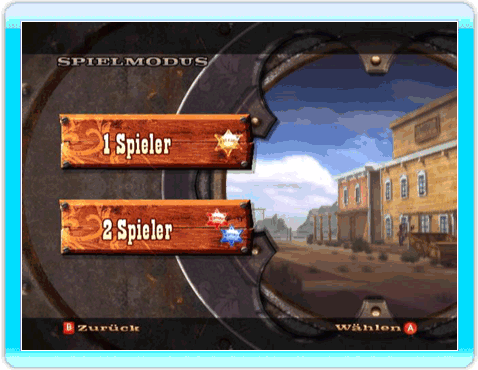 SPIELMODUS
1 Spieler
2 Spieler
B Zurück
Wählen A